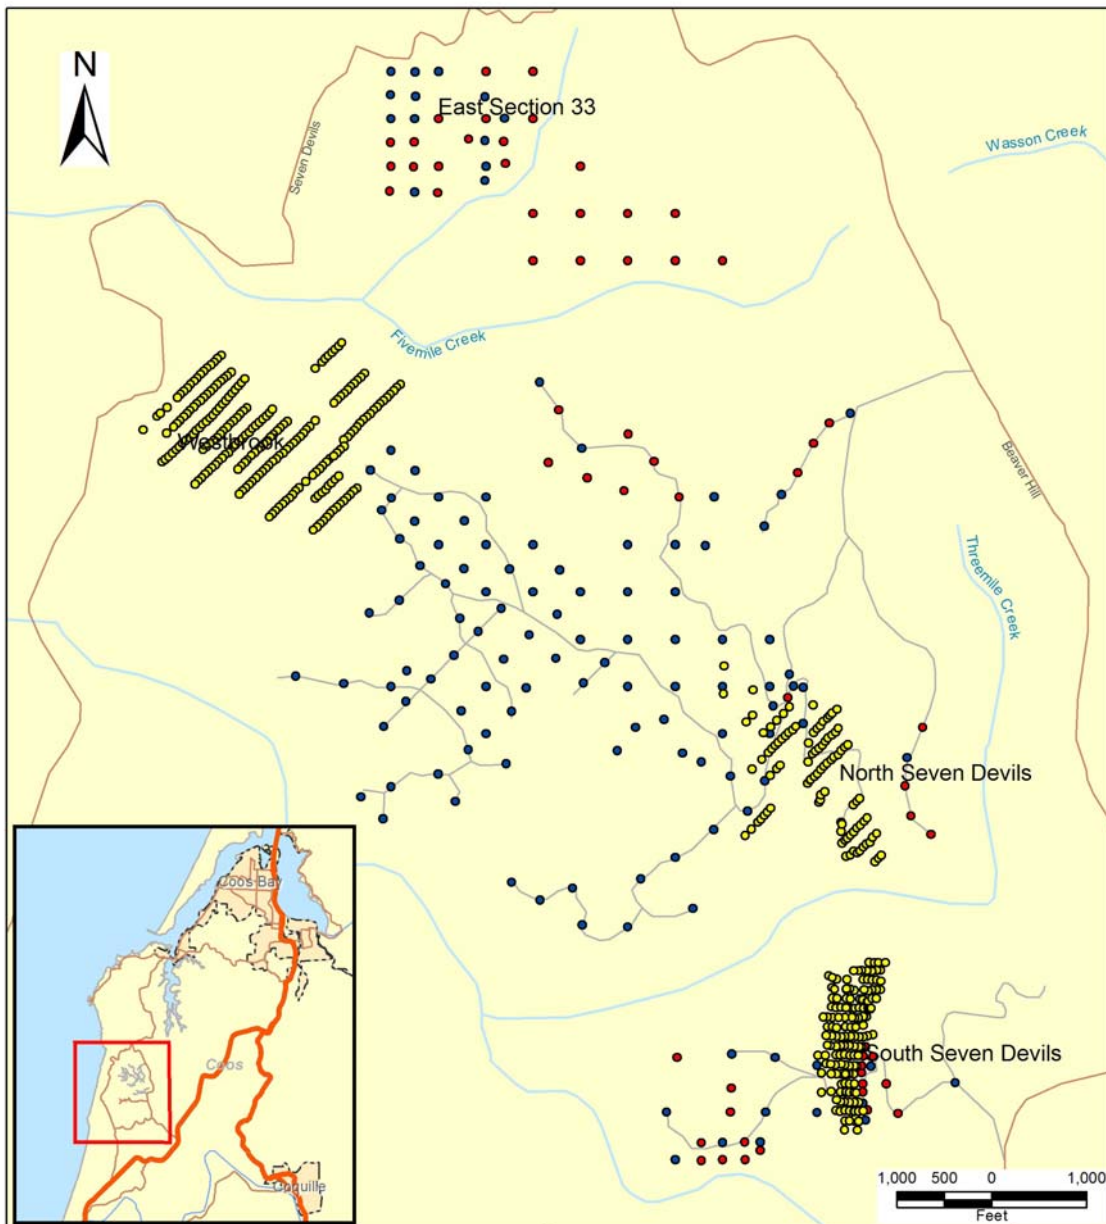 N
East Section 33
Wasson Creek
Seven Devils
Fivemile Creek
Westbrook
Beaver Hill
Threemile Creek
North Seven Devils
South Seven Devils
Coos Bay
Coos
Coquille
1,000 500 0 1,000
Feet